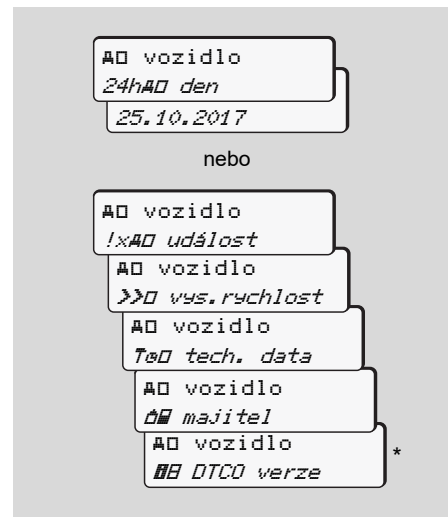 vozidlo
24h den
25.10.2017
nebo
vozidlo
!x událost
vozidlo
>> vys.rychlost
vozidlo
T tech. data
vozidlo
majitel
vozidlo
DTCO verze
*